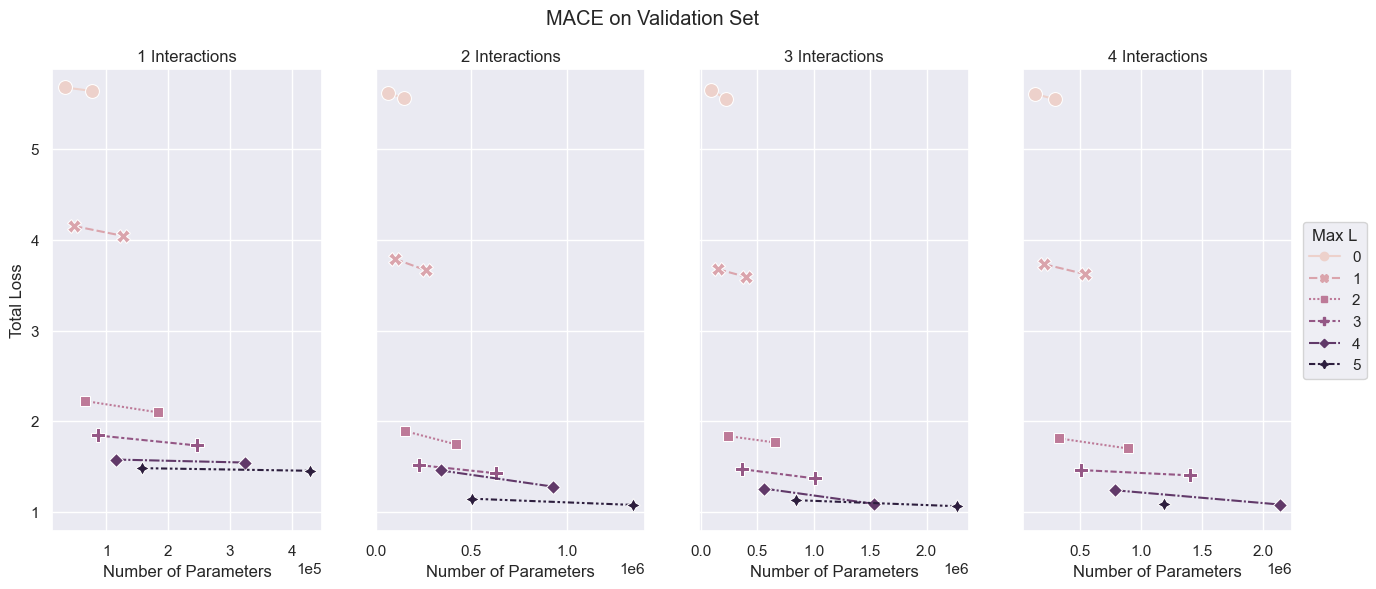 MACE on Validation Set
1 Interactions
2 Interactions
3 Interactions
4 Interactions
Total Loss
5
4
3
2
1
1 2 3 4
1e5
Number of Parameters
0.0 0.5 1.0
1e6
Number of Parameters
0.0 0.5 1.0 1.5 2.0
1e6
Number of Parameters
0.5 1.0 1.5 2.0
1e6
Number of Parameters
Max L
0
1
2
3
4
5